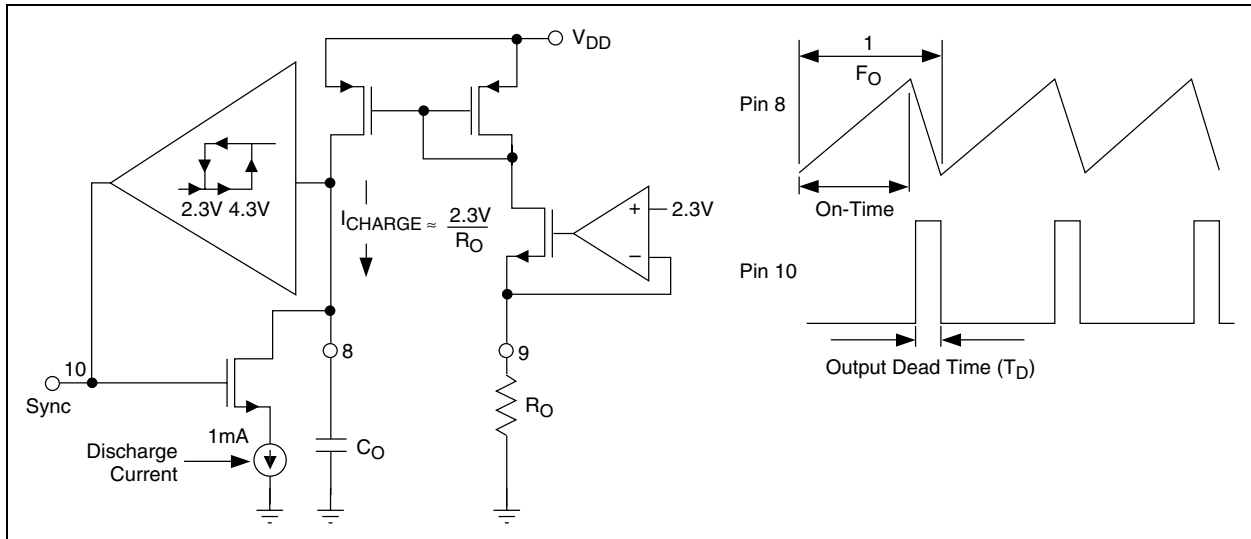 V_DD
2.3V 4.3V
I_CHARGE ≈ 2.3V / R_O
+
2.3V
−
10
Sync
8
9
1mA
Discharge
Current
C_O
R_O
1
F_O
Pin 8
On-Time
Pin 10
Output Dead Time (T_D)